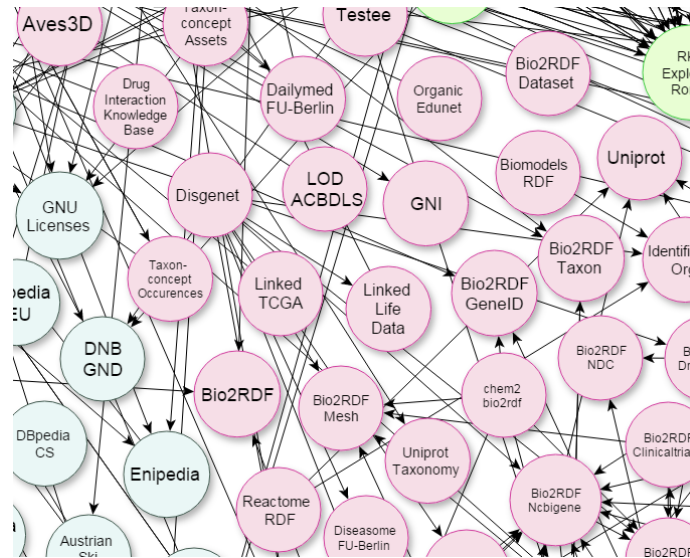 Aves3D
Taxon-
concept
Assets
Testee
Drug
Interaction
Knowledge
Base
Dailymed
FU-Berlin
Organic
Edunet
Bio2RDF
Dataset
GNU
Licenses
Disgenet
LOD
ACBDLS
GNI
Biomodels
RDF
Uniprot
Taxon-
concept
Occurences
Linked
TCGA
Linked
Life
Data
Bio2RDF
GeneID
Bio2RDF
Taxon
DNB
GND
Bio2RDF
Bio2RDF
Mesh
chem2
bio2rdf
Bio2RDF
NDC
DBpedia
CS
Enipedia
Uniprot
Taxonomy
Bio2RDF
Reactome
RDF
Diseasome
FU-Berlin
Bio2RDF
Ncbigene
Austrian
Ski
Bio2RDF